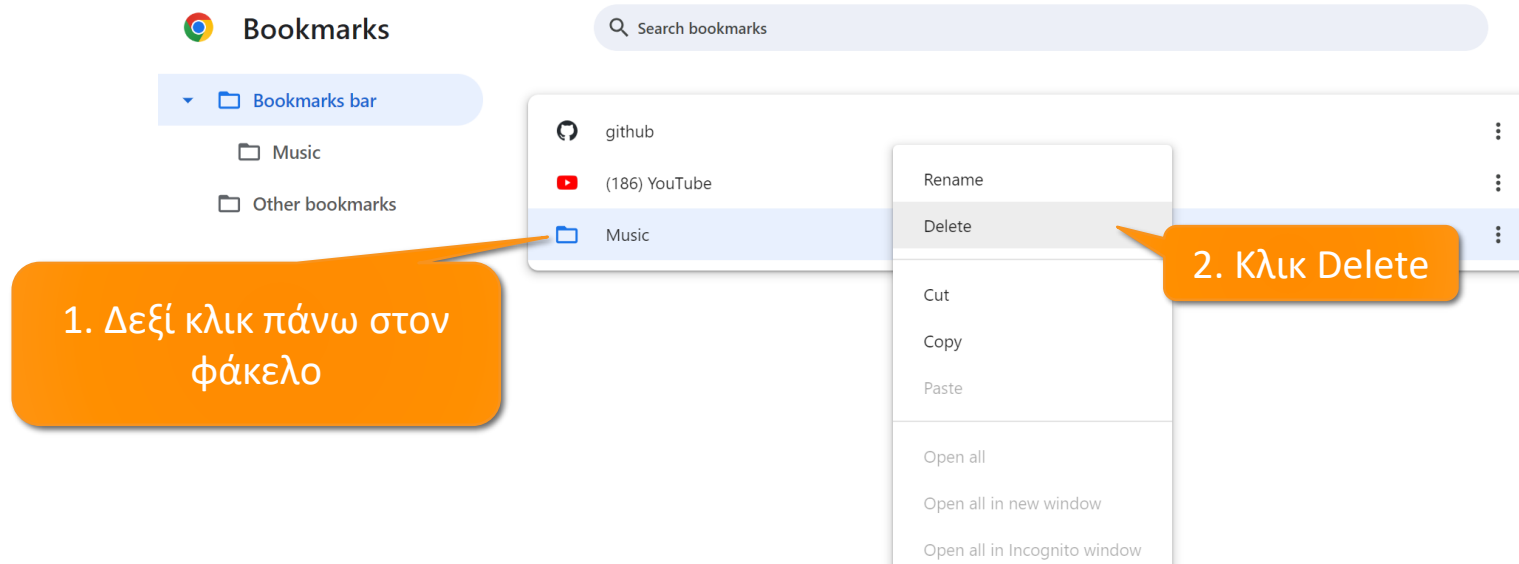 Bookmarks
Search bookmarks
Bookmarks bar
Music
Other bookmarks
github
(186) YouTube
Music
Rename
Delete
Cut
Copy
Paste
Open all
Open all in new window
Open all in Incognito window
1. Δεξί κλικ πάνω στον
φάκελο
2. Κλικ Delete